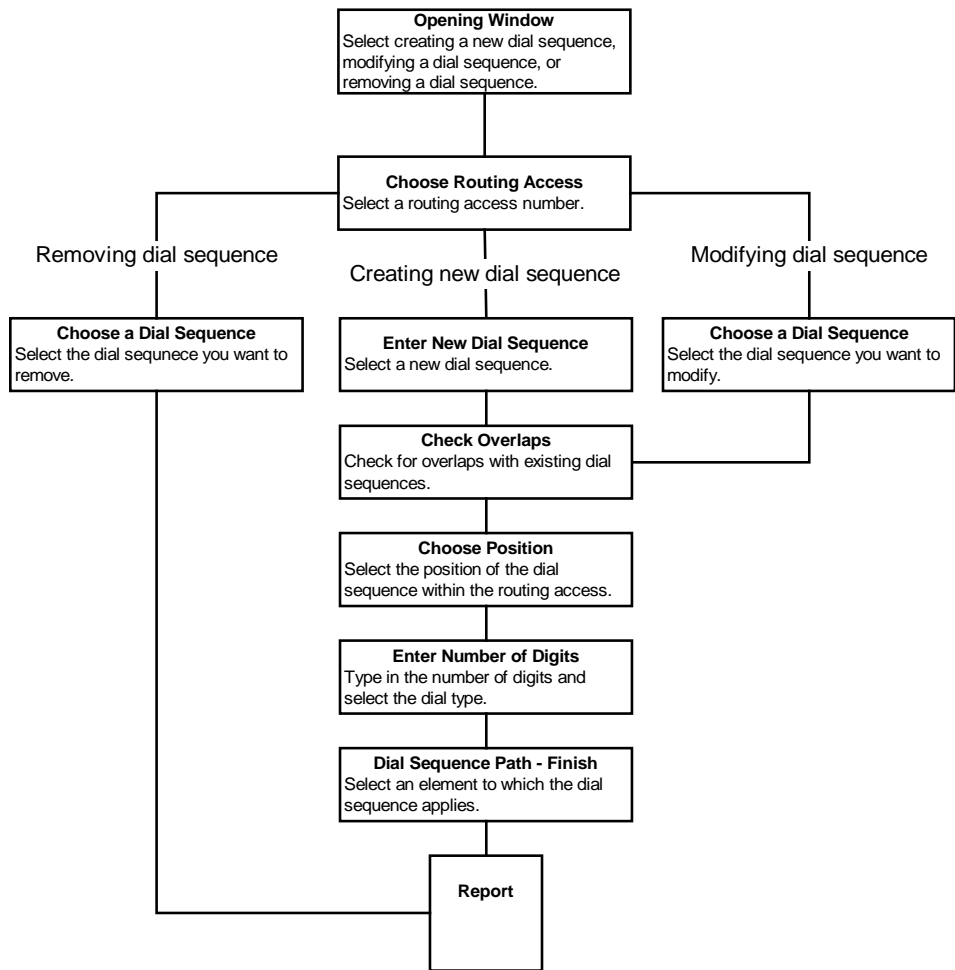 Opening Window
Select creating a new dial sequence,
modifying a dial sequence, or
removing a dial sequence.
Choose Routing Access
Select a routing access number.
Removing dial sequence
Creating new dial sequence
Modifying dial sequence
Choose a Dial Sequence
Select the dial sequnece you want to
remove.
Enter New Dial Sequence
Select a new dial sequence.
Choose a Dial Sequence
Select the dial sequence you want to
modify.
Check Overlaps
Check for overlaps with existing dial
sequences.
Choose Position
Select the position of the dial
sequence within the routing access.
Enter Number of Digits
Type in the number of digits and
select the dial type.
Dial Sequence Path - Finish
Select an element to which the dial
sequence applies.
Report